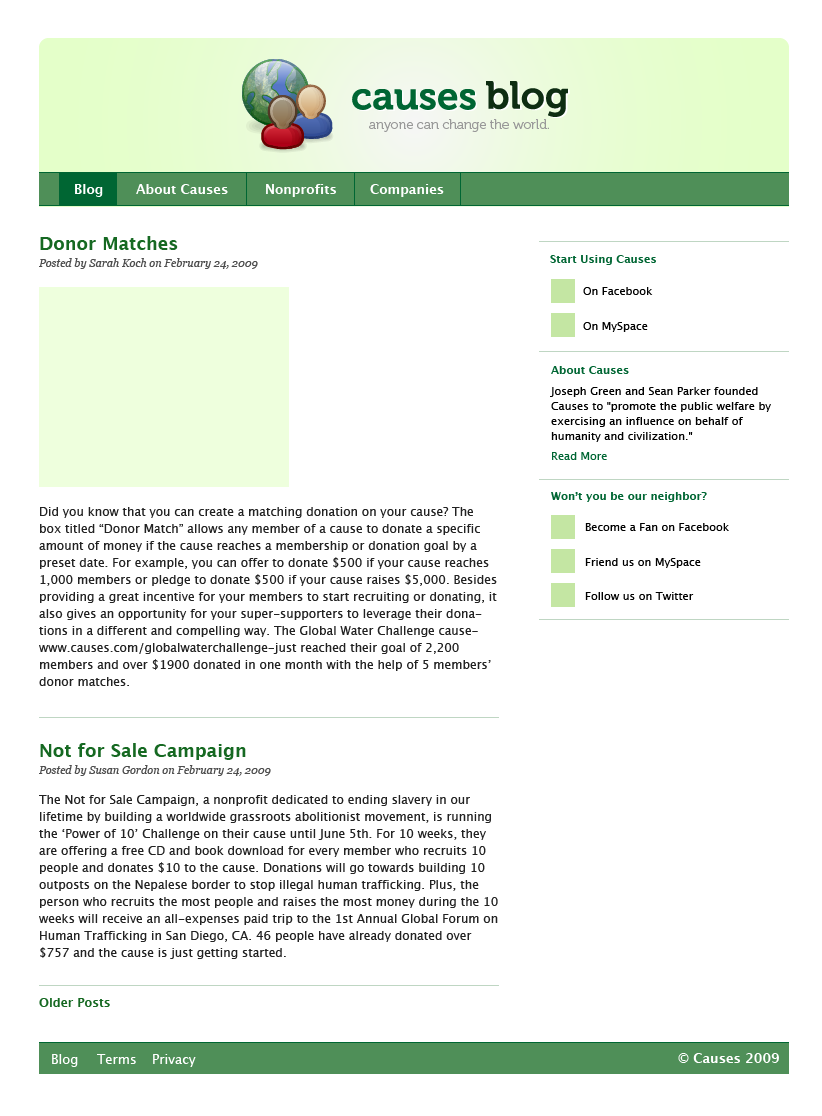 causes blog
anyone can change the world.
Blog About Causes Nonprofits Companies
Donor Matches
Posted by Sarah Koch on February 24, 2009
Did you know that you can create a matching donation on your cause? The
box titled “Donor Match” allows any member of a cause to donate a specific
amount of money if the cause reaches a membership or donation goal by a
preset date. For example, you can offer to donate $500 if your cause reaches
1,000 members or pledge to donate $500 if your cause raises $5,000. Besides
providing a great incentive for your members to start recruiting or donating, it
also gives an opportunity for your super-supporters to leverage their dona-
tions in a different and compelling way. The Global Water Challenge cause-
www.causes.com/globalwaterchallenge-just reached their goal of 2,200
members and over $1900 donated in one month with the help of 5 members’
donor matches.
Not for Sale Campaign
Posted by Susan Gordon on February 24, 2009
The Not for Sale Campaign, a nonprofit dedicated to ending slavery in our
lifetime by building a worldwide grassroots abolitionist movement, is running
the ‘Power of 10’ Challenge on their cause until June 5th. For 10 weeks, they
are offering a free CD and book download for every member who recruits 10
people and donates $10 to the cause. Donations will go towards building 10
outposts on the Nepalese border to stop illegal human trafficking. Plus, the
person who recruits the most people and raises the most money during the 10
weeks will receive an all-expenses paid trip to the 1st Annual Global Forum on
Human Trafficking in San Diego, CA. 46 people have already donated over
$757 and the cause is just getting started.
Older Posts
Start Using Causes
On Facebook
On MySpace
About Causes
Joseph Green and Sean Parker founded
Causes to "promote the public welfare by
exercising an influence on behalf of
humanity and civilization."
Read More
Won’t you be our neighbor?
Become a Fan on Facebook
Friend us on MySpace
Follow us on Twitter
Blog Terms Privacy © Causes 2009